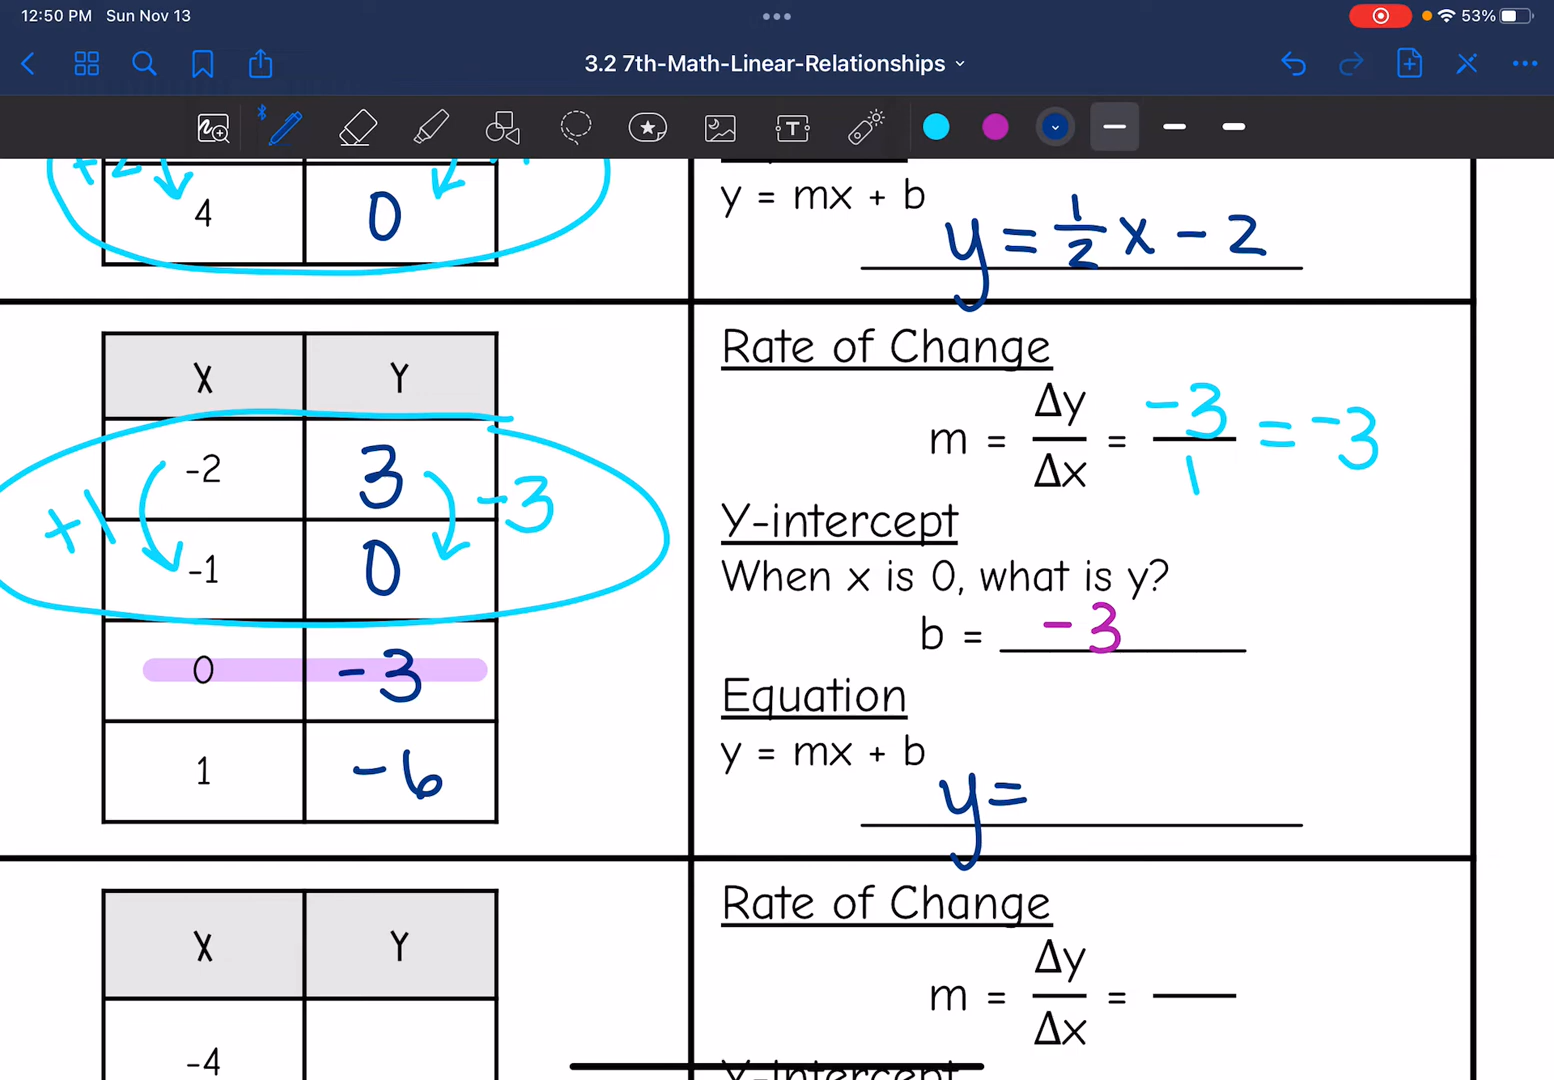 12:50 PM Sun Nov 13
53%
3.2 7th-Math-Linear-Relationships
T
+2
4 0
y = mx + b
y = 1/2 x - 2
X Y
-2 3
-1 0
0 -3
1 -6
+1
-3
Rate of Change
m = Δy/Δx = -3/1 = -3
Y-intercept
When x is 0, what is y?
b = -3
Equation
y = mx + b
y =
X Y
-4
Rate of Change
m = Δy/Δx =
Y-intercept